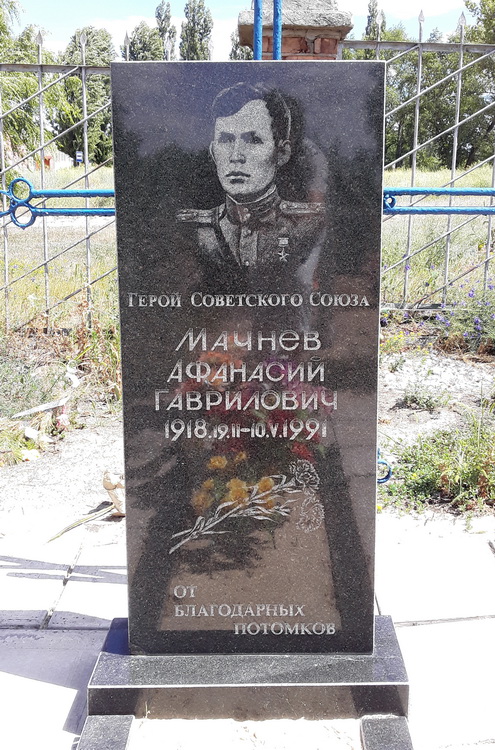 Герой Советского Союза
Мачнев
Афанасий
Гаврилович
1918.19.II–10.V.1991
от
благодарных
потомков